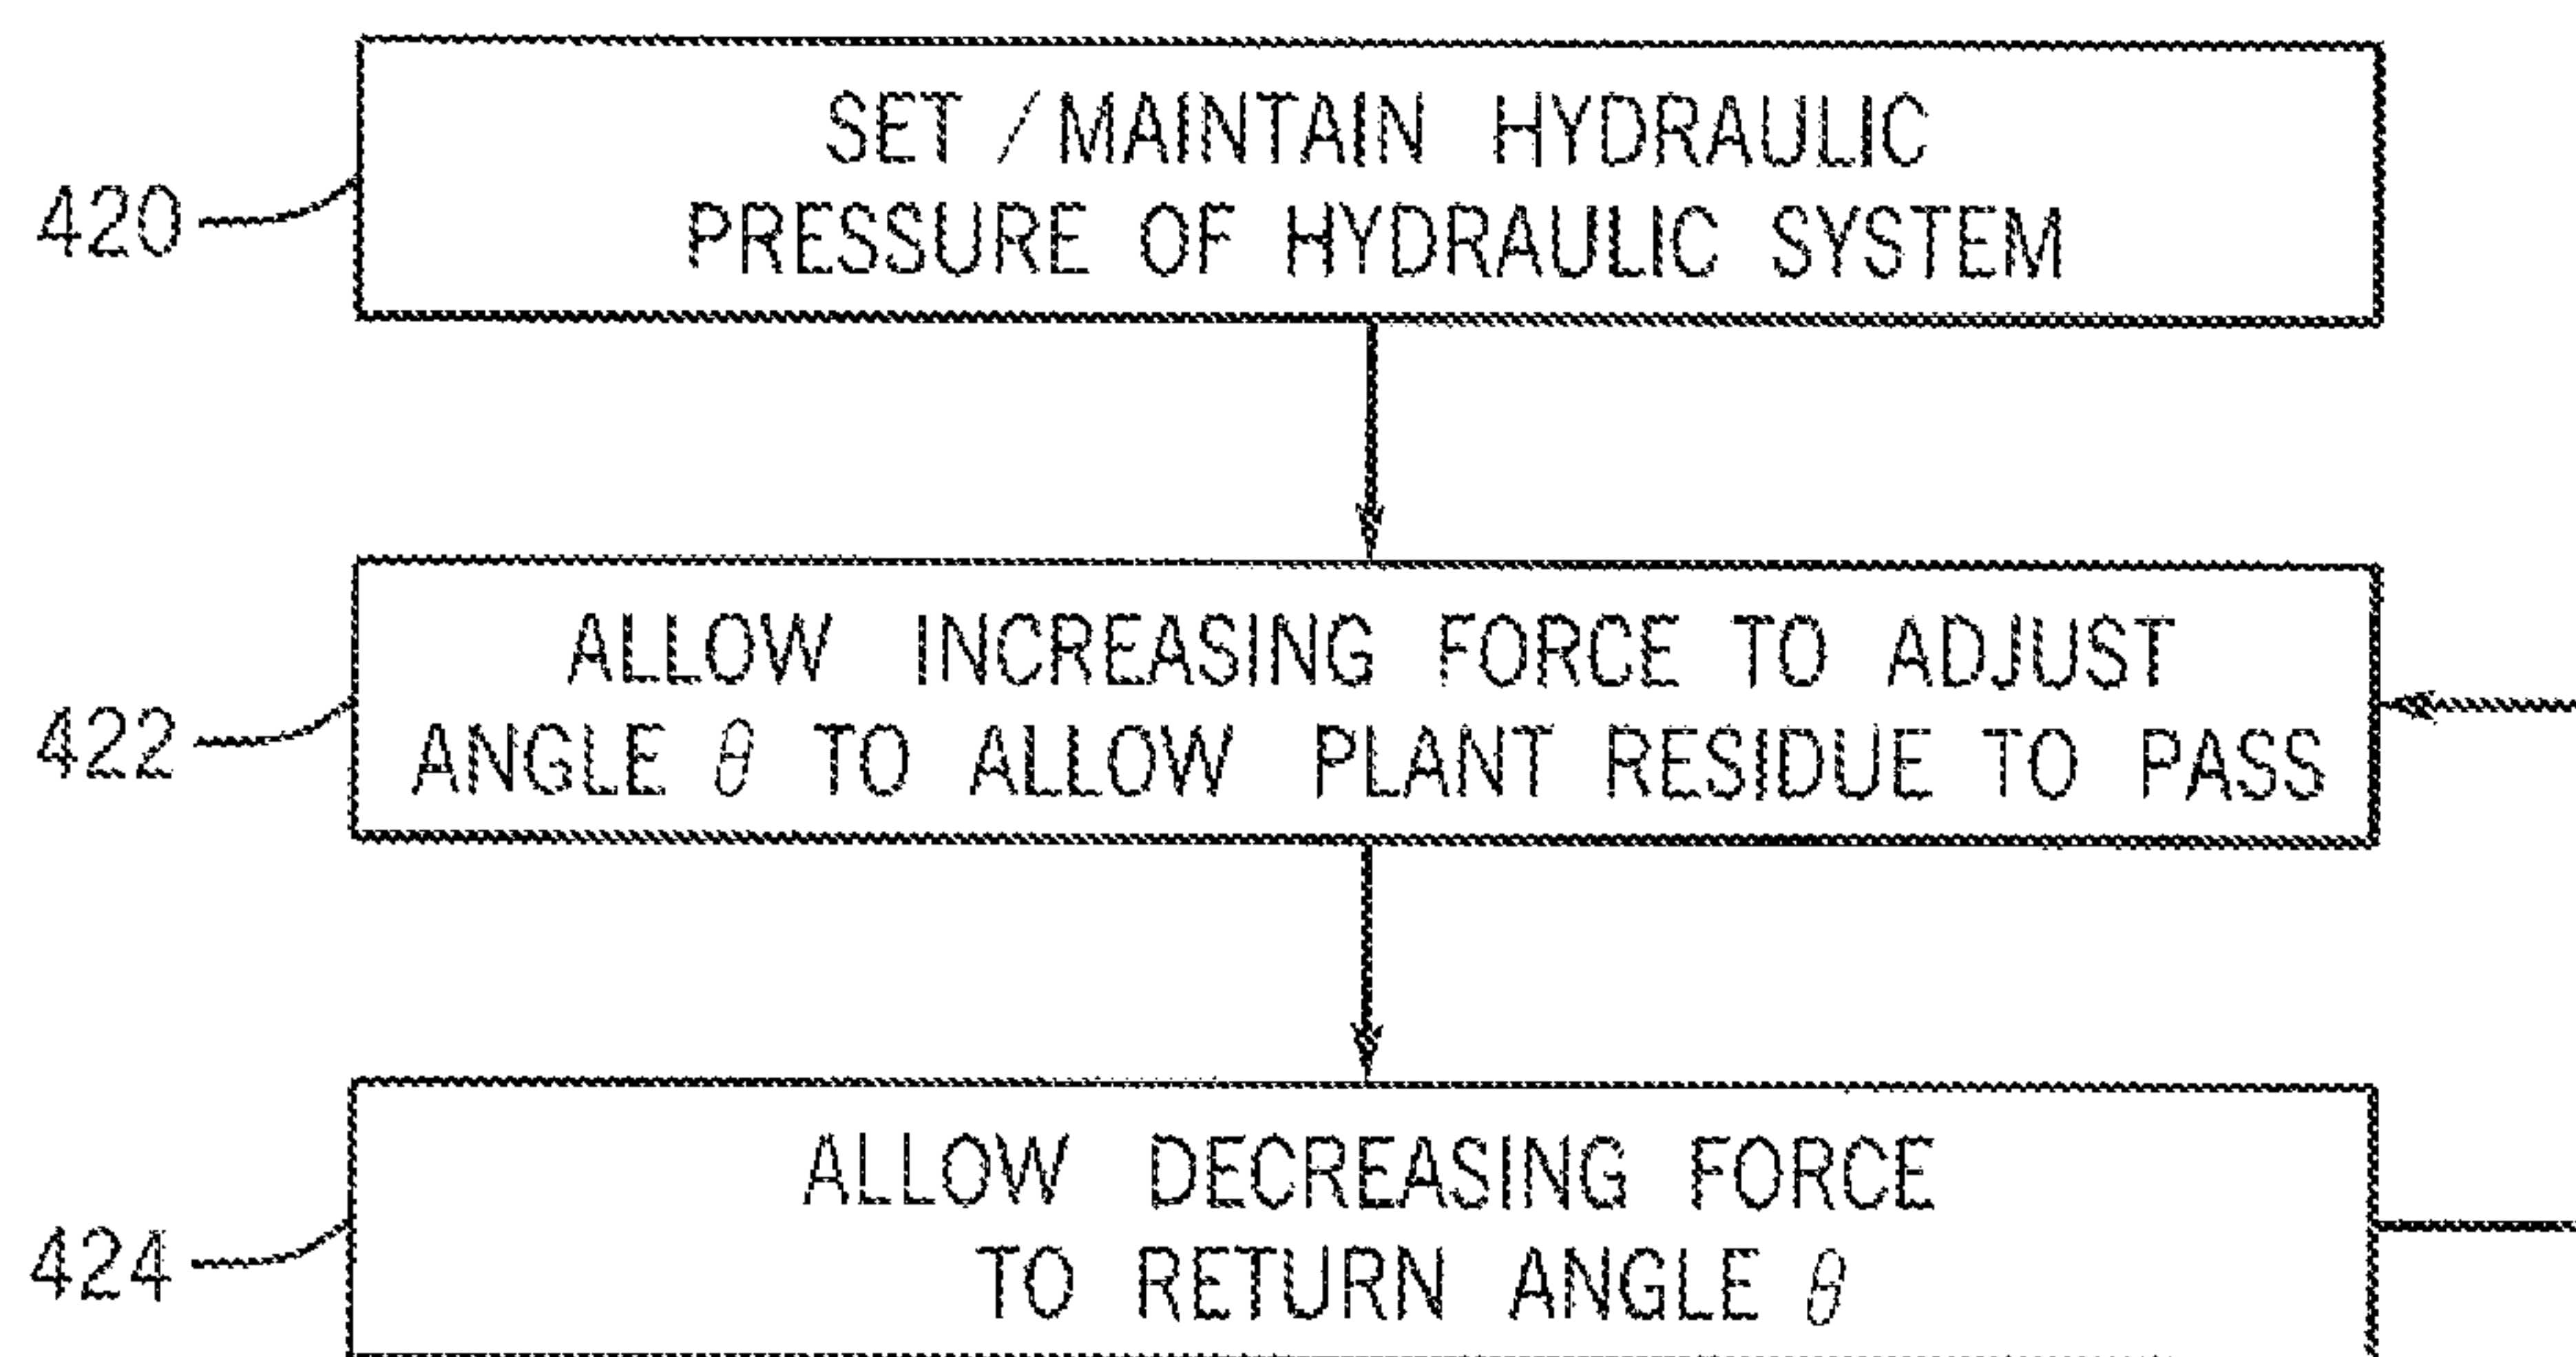 SET / MAINTAIN HYDRAULIC
PRESSURE OF HYDRAULIC SYSTEM
420
ALLOW INCREASING FORCE TO ADJUST
ANGLE θ TO ALLOW PLANT RESIDUE TO PASS
422
ALLOW DECREASING FORCE
TO RETURN ANGLE θ
424